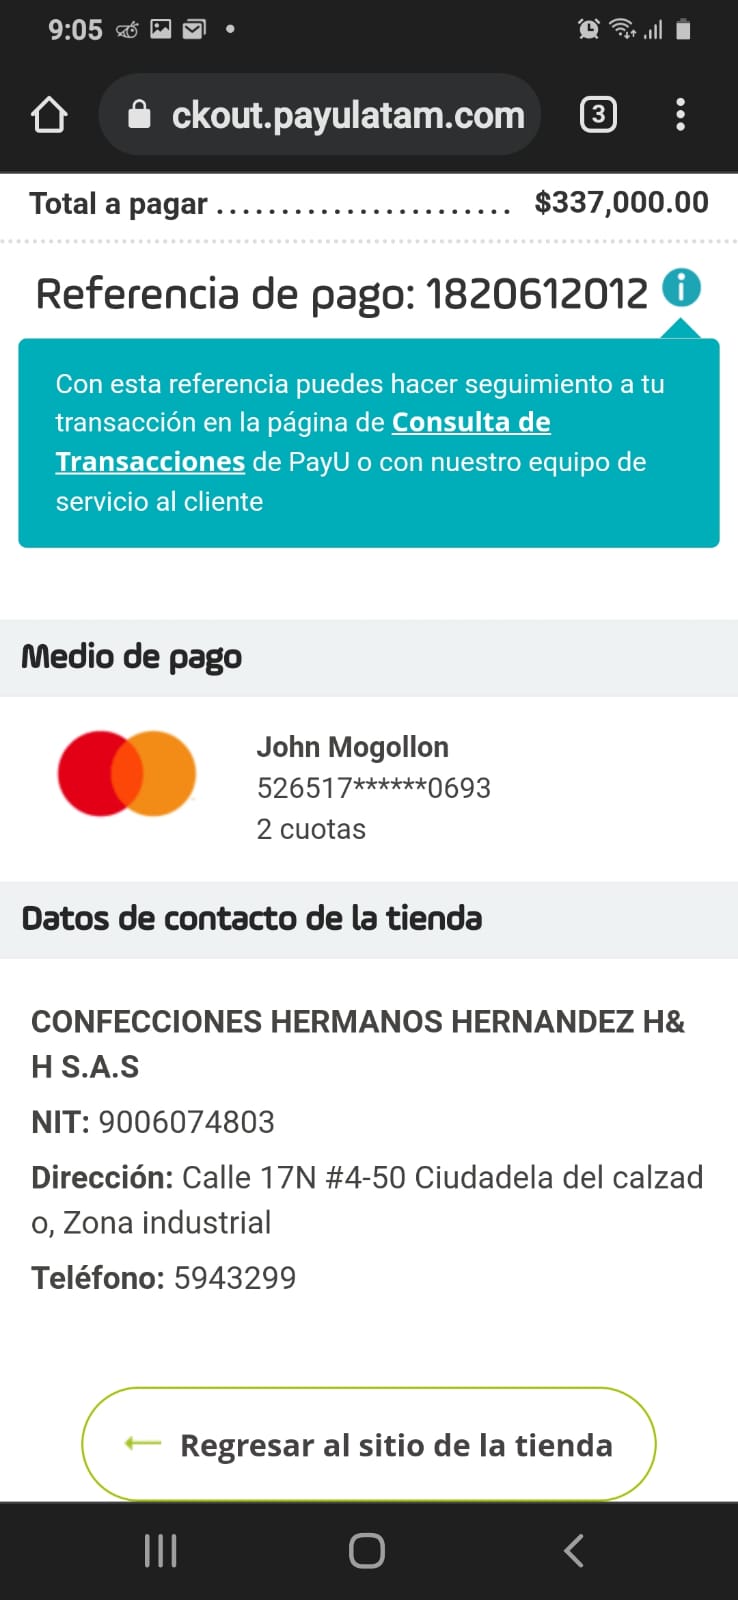 9:05
ckout.payulatam.com
3
Total a pagar ...................... $337,000.00
Referencia de pago: 1820612012 i
Con esta referencia puedes hacer seguimiento a tu
transacción en la página de Consulta de
Transacciones de PayU o con nuestro equipo de
servicio al cliente
Medio de pago
John Mogollon
526517******0693
2 cuotas
Datos de contacto de la tienda
CONFECCIONES HERMANOS HERNANDEZ H&
H S.A.S
NIT: 9006074803
Dirección: Calle 17N #4-50 Ciudadela del calzad
o, Zona industrial
Teléfono: 5943299
Regresar al sitio de la tienda